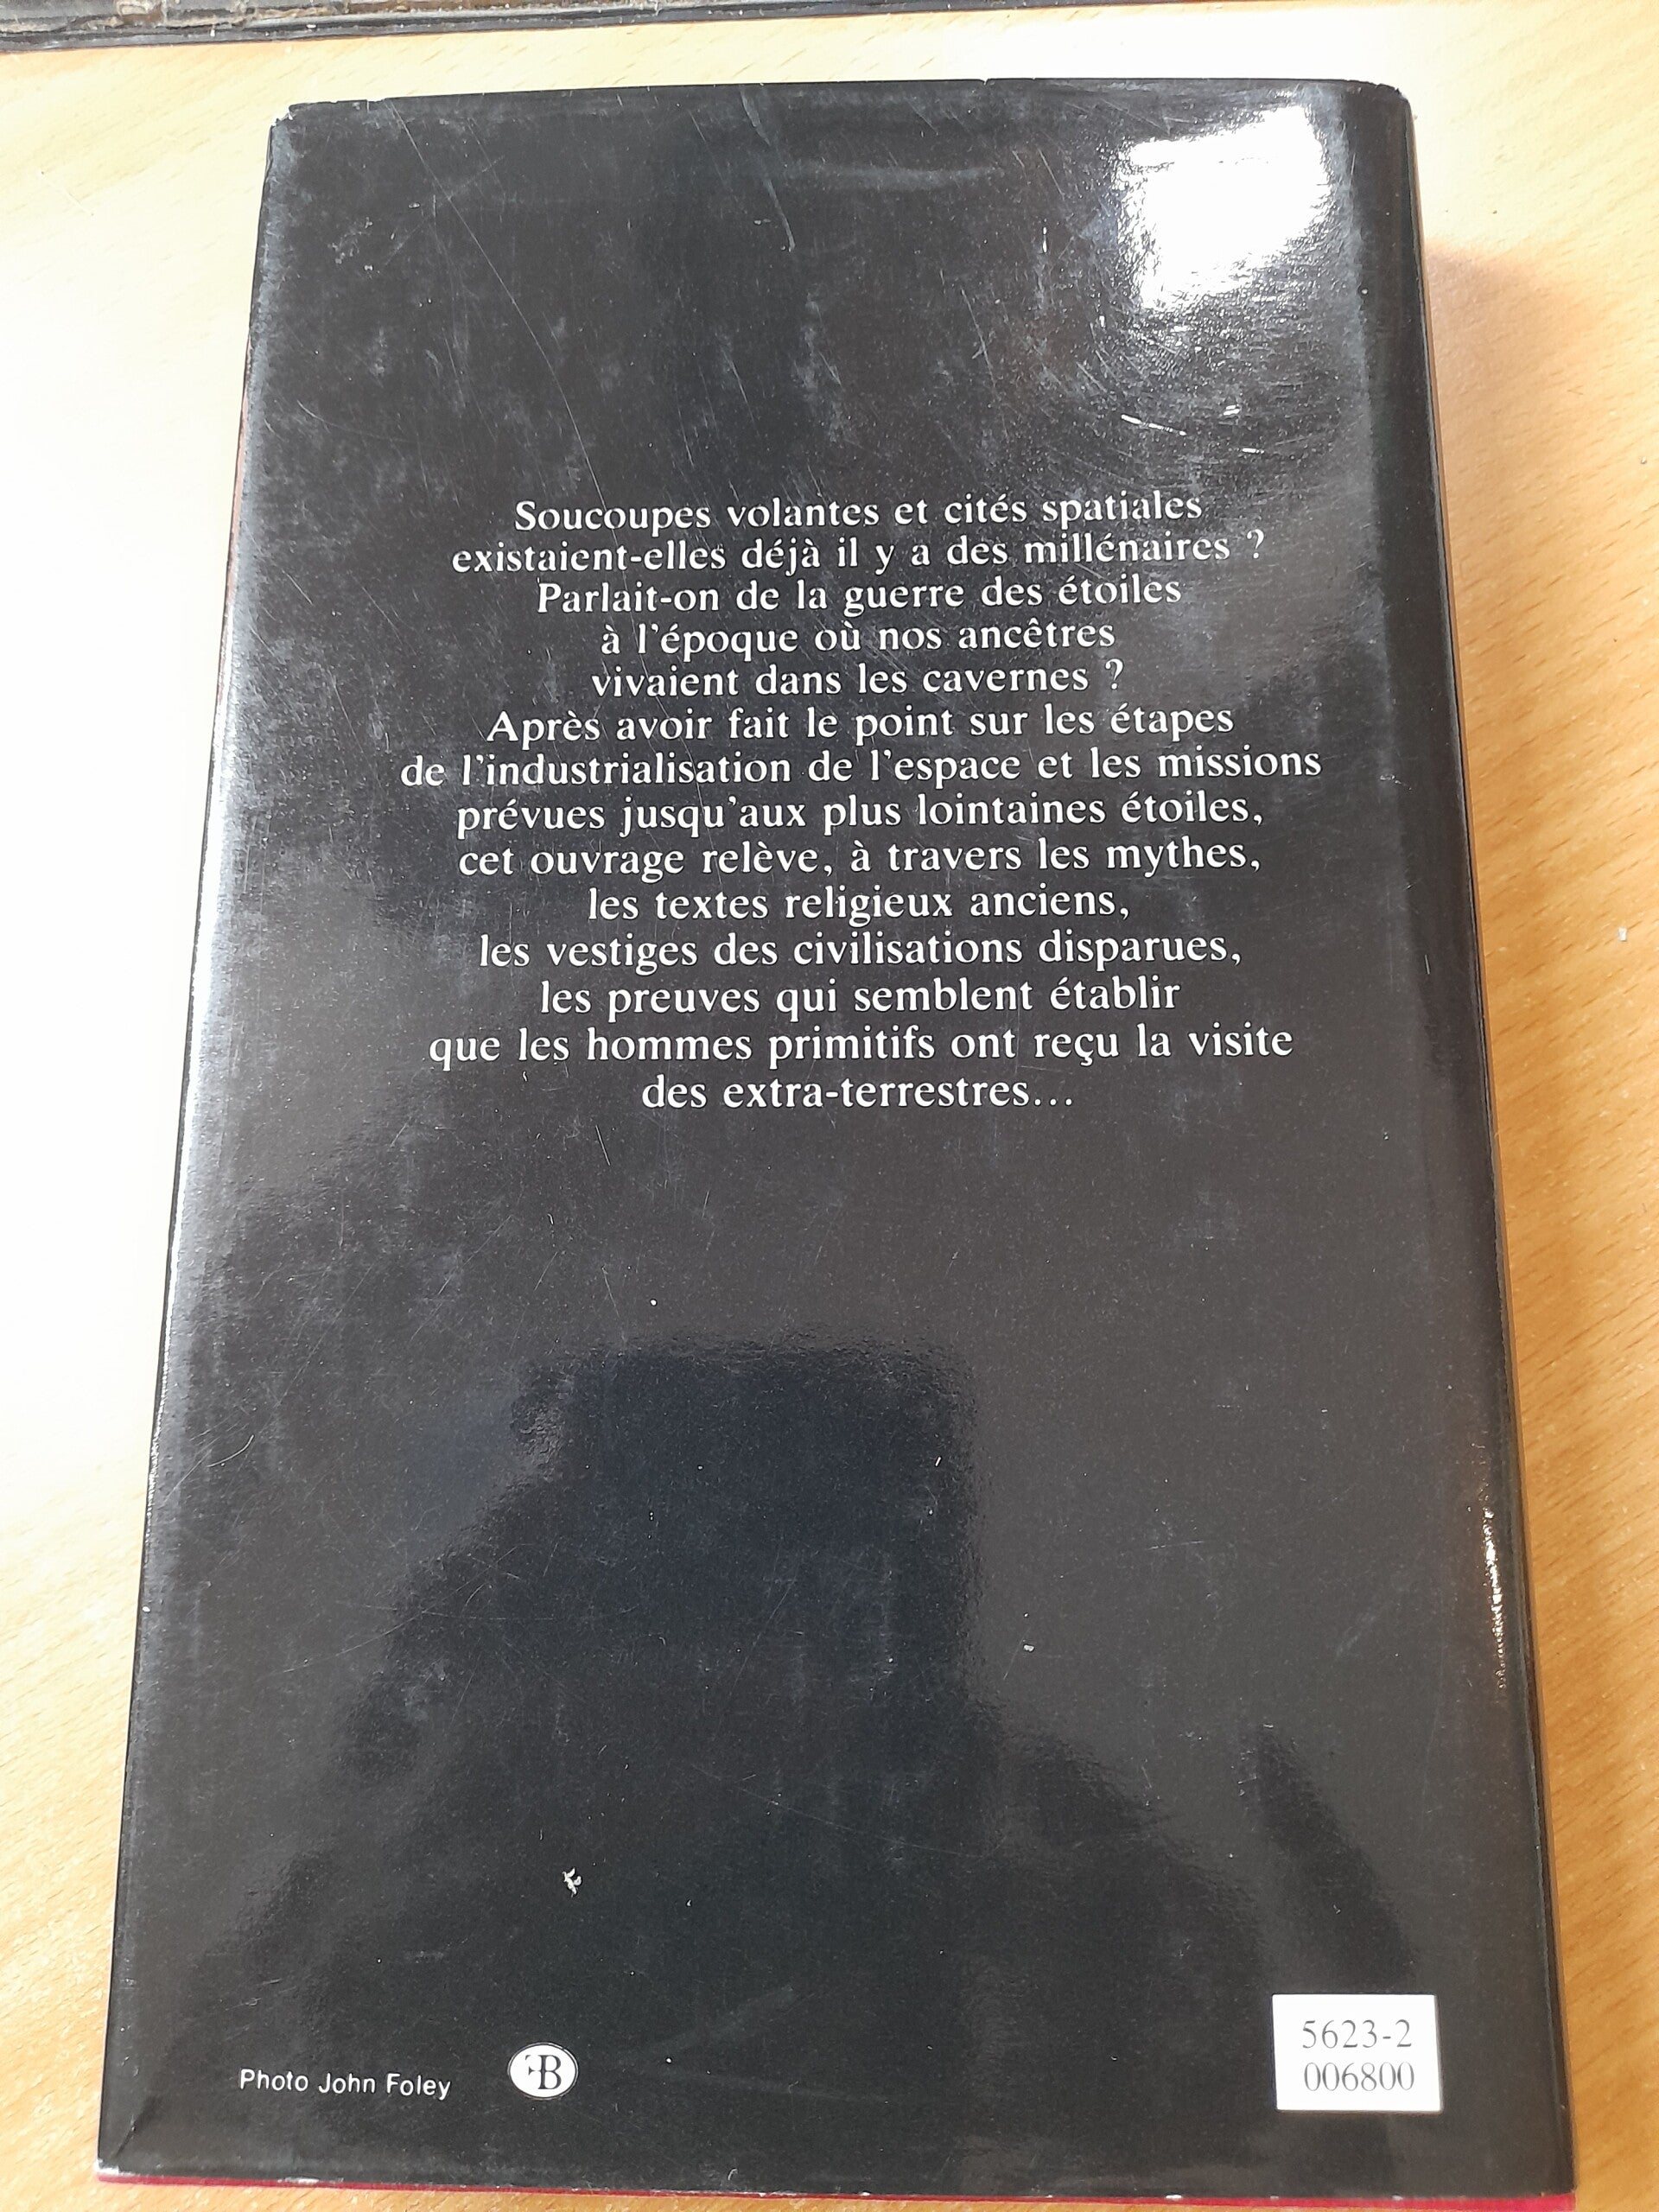 Soucoupes volantes et cités spatiales
existaient-elles déjà il y a des millénaires ?
Parlait-on de la guerre des étoiles
à l'époque où nos ancêtres
vivaient dans les cavernes ?
Après avoir fait le point sur les étapes
de l'industrialisation de l'espace et les missions
prévues jusqu'aux plus lointaines étoiles,
cet ouvrage relève, à travers les mythes,
les textes religieux anciens,
les vestiges des civilisations disparues,
les preuves qui semblent établir
que les hommes primitifs ont reçu la visite
des extra-terrestres...
Photo John Foley
FB
5623-2
006800